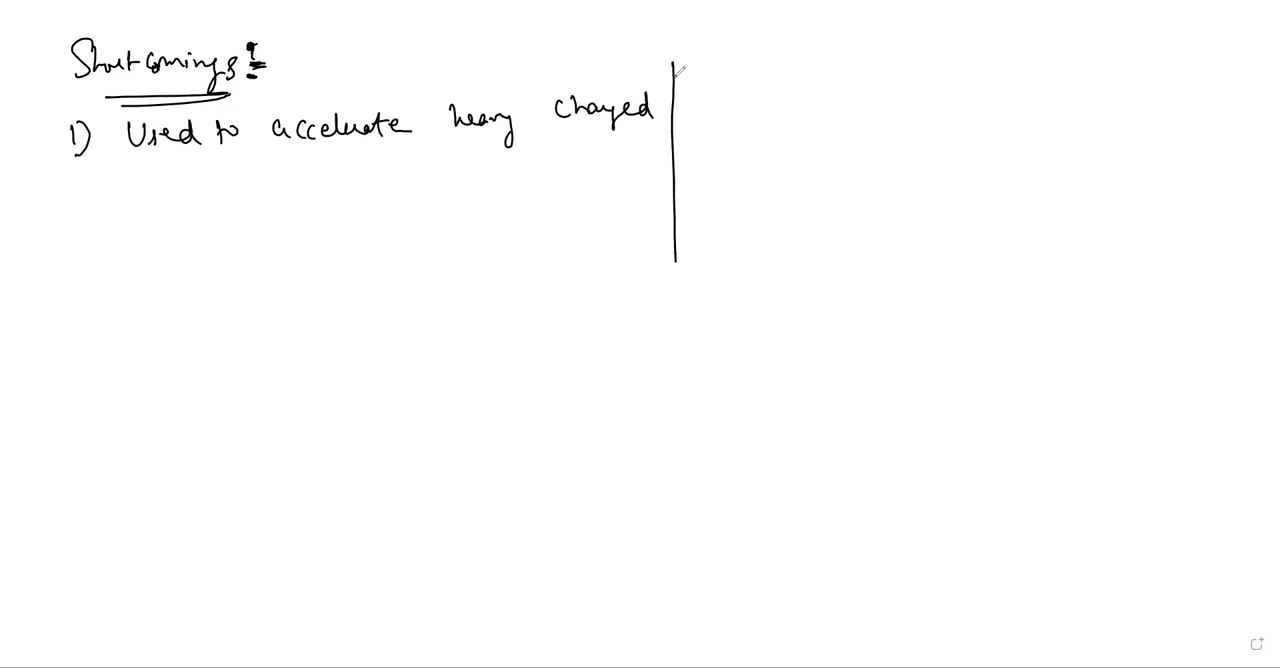 Shortcomings :-
1) Used to accelerate heavy charged